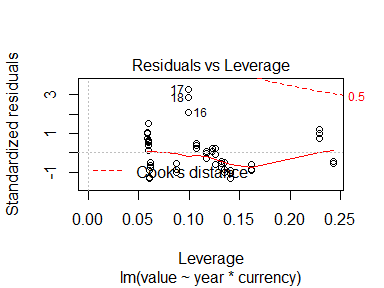 Residuals vs Leverage
Standardized residuals
3
1
-1
17
18
16
0.5
Cook's distance
0.00
0.05
0.10
0.15
0.20
0.25
Leverage
lm(value ~ year * currency)